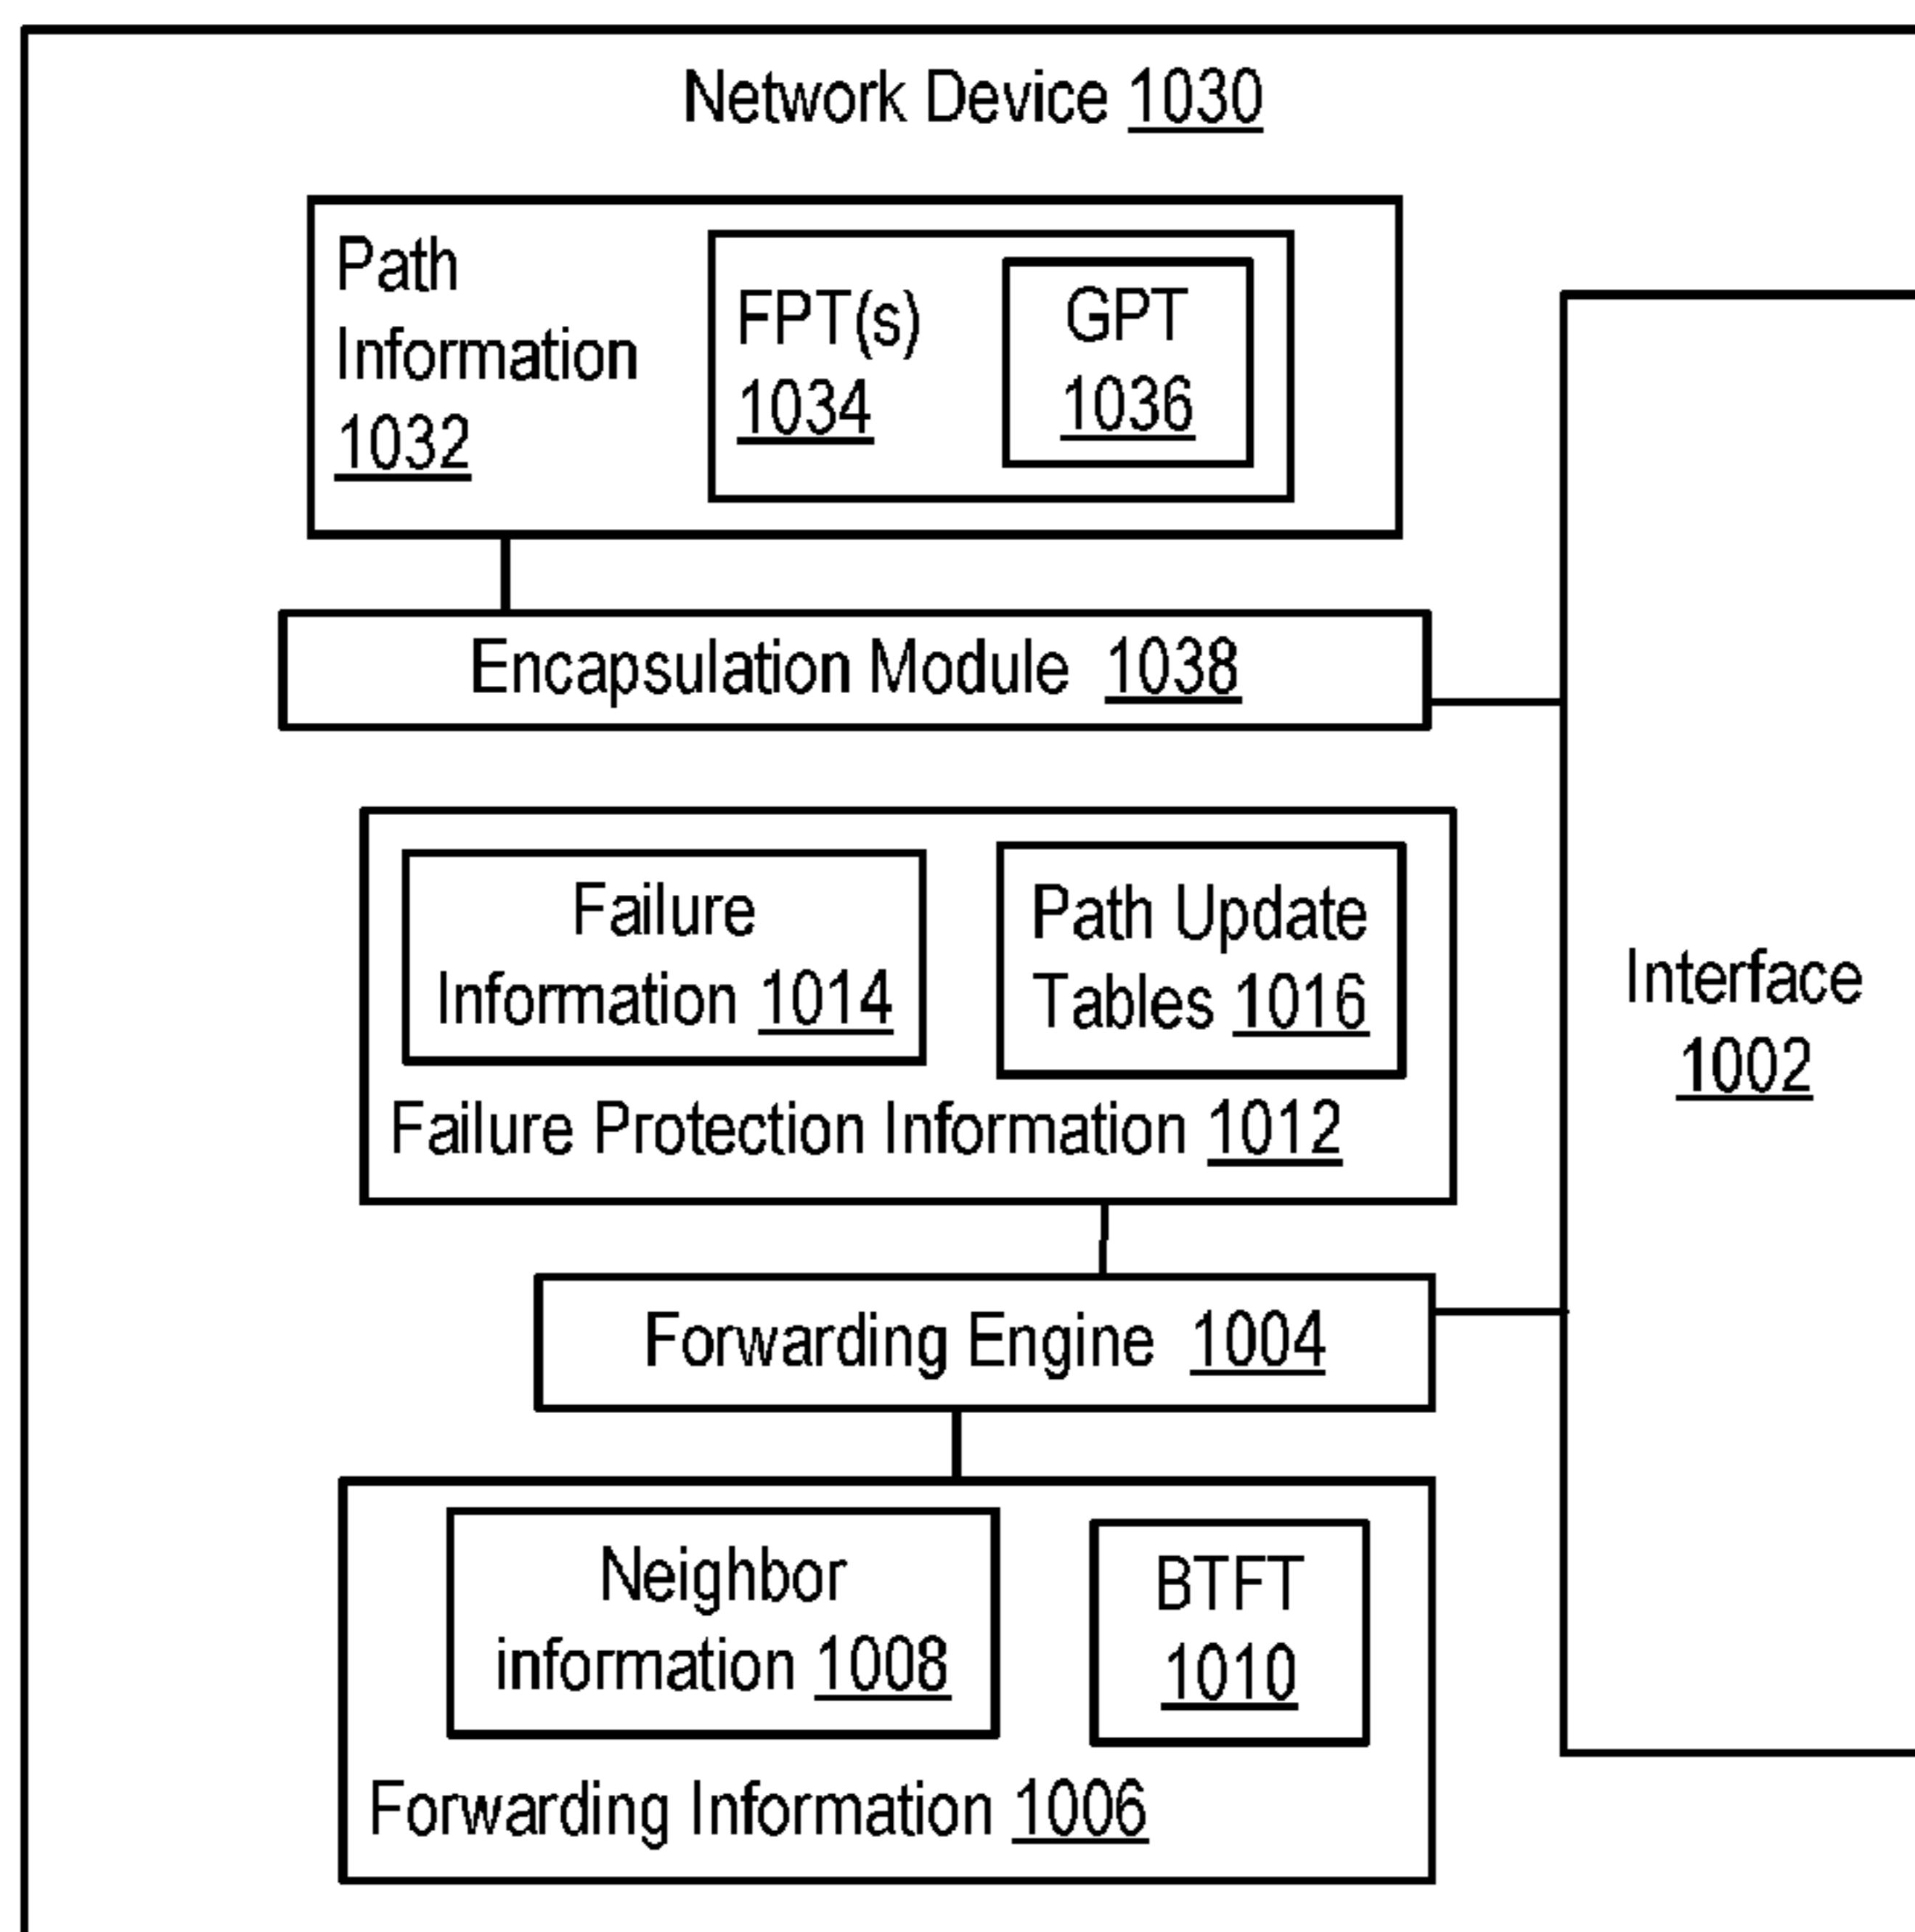 Network Device 1030
Path
Information
1032
FPT(s)
1034
GPT
1036
Encapsulation Module 1038
Failure
Information 1014
Path Update
Tables 1016
Failure Protection Information 1012
Interface
1002
Forwarding Engine 1004
Neighbor
information 1008
BTFT
1010
Forwarding Information 1006